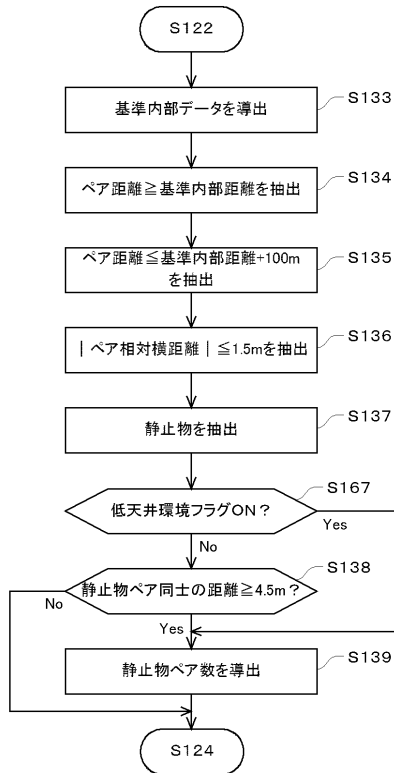 S122
S133
基準内部データを導出
S134
ペア距離≧基準内部距離を抽出
S135
ペア距離≦基準内部距離+100m
を抽出
S136
｜ペア相対横距離｜≦1.5mを抽出
S137
静止物を抽出
S167
低天井環境フラグON？
Yes
No
S138
静止物ペア同士の距離≧4.5m？
No
Yes
S139
静止物ペア数を導出
S124